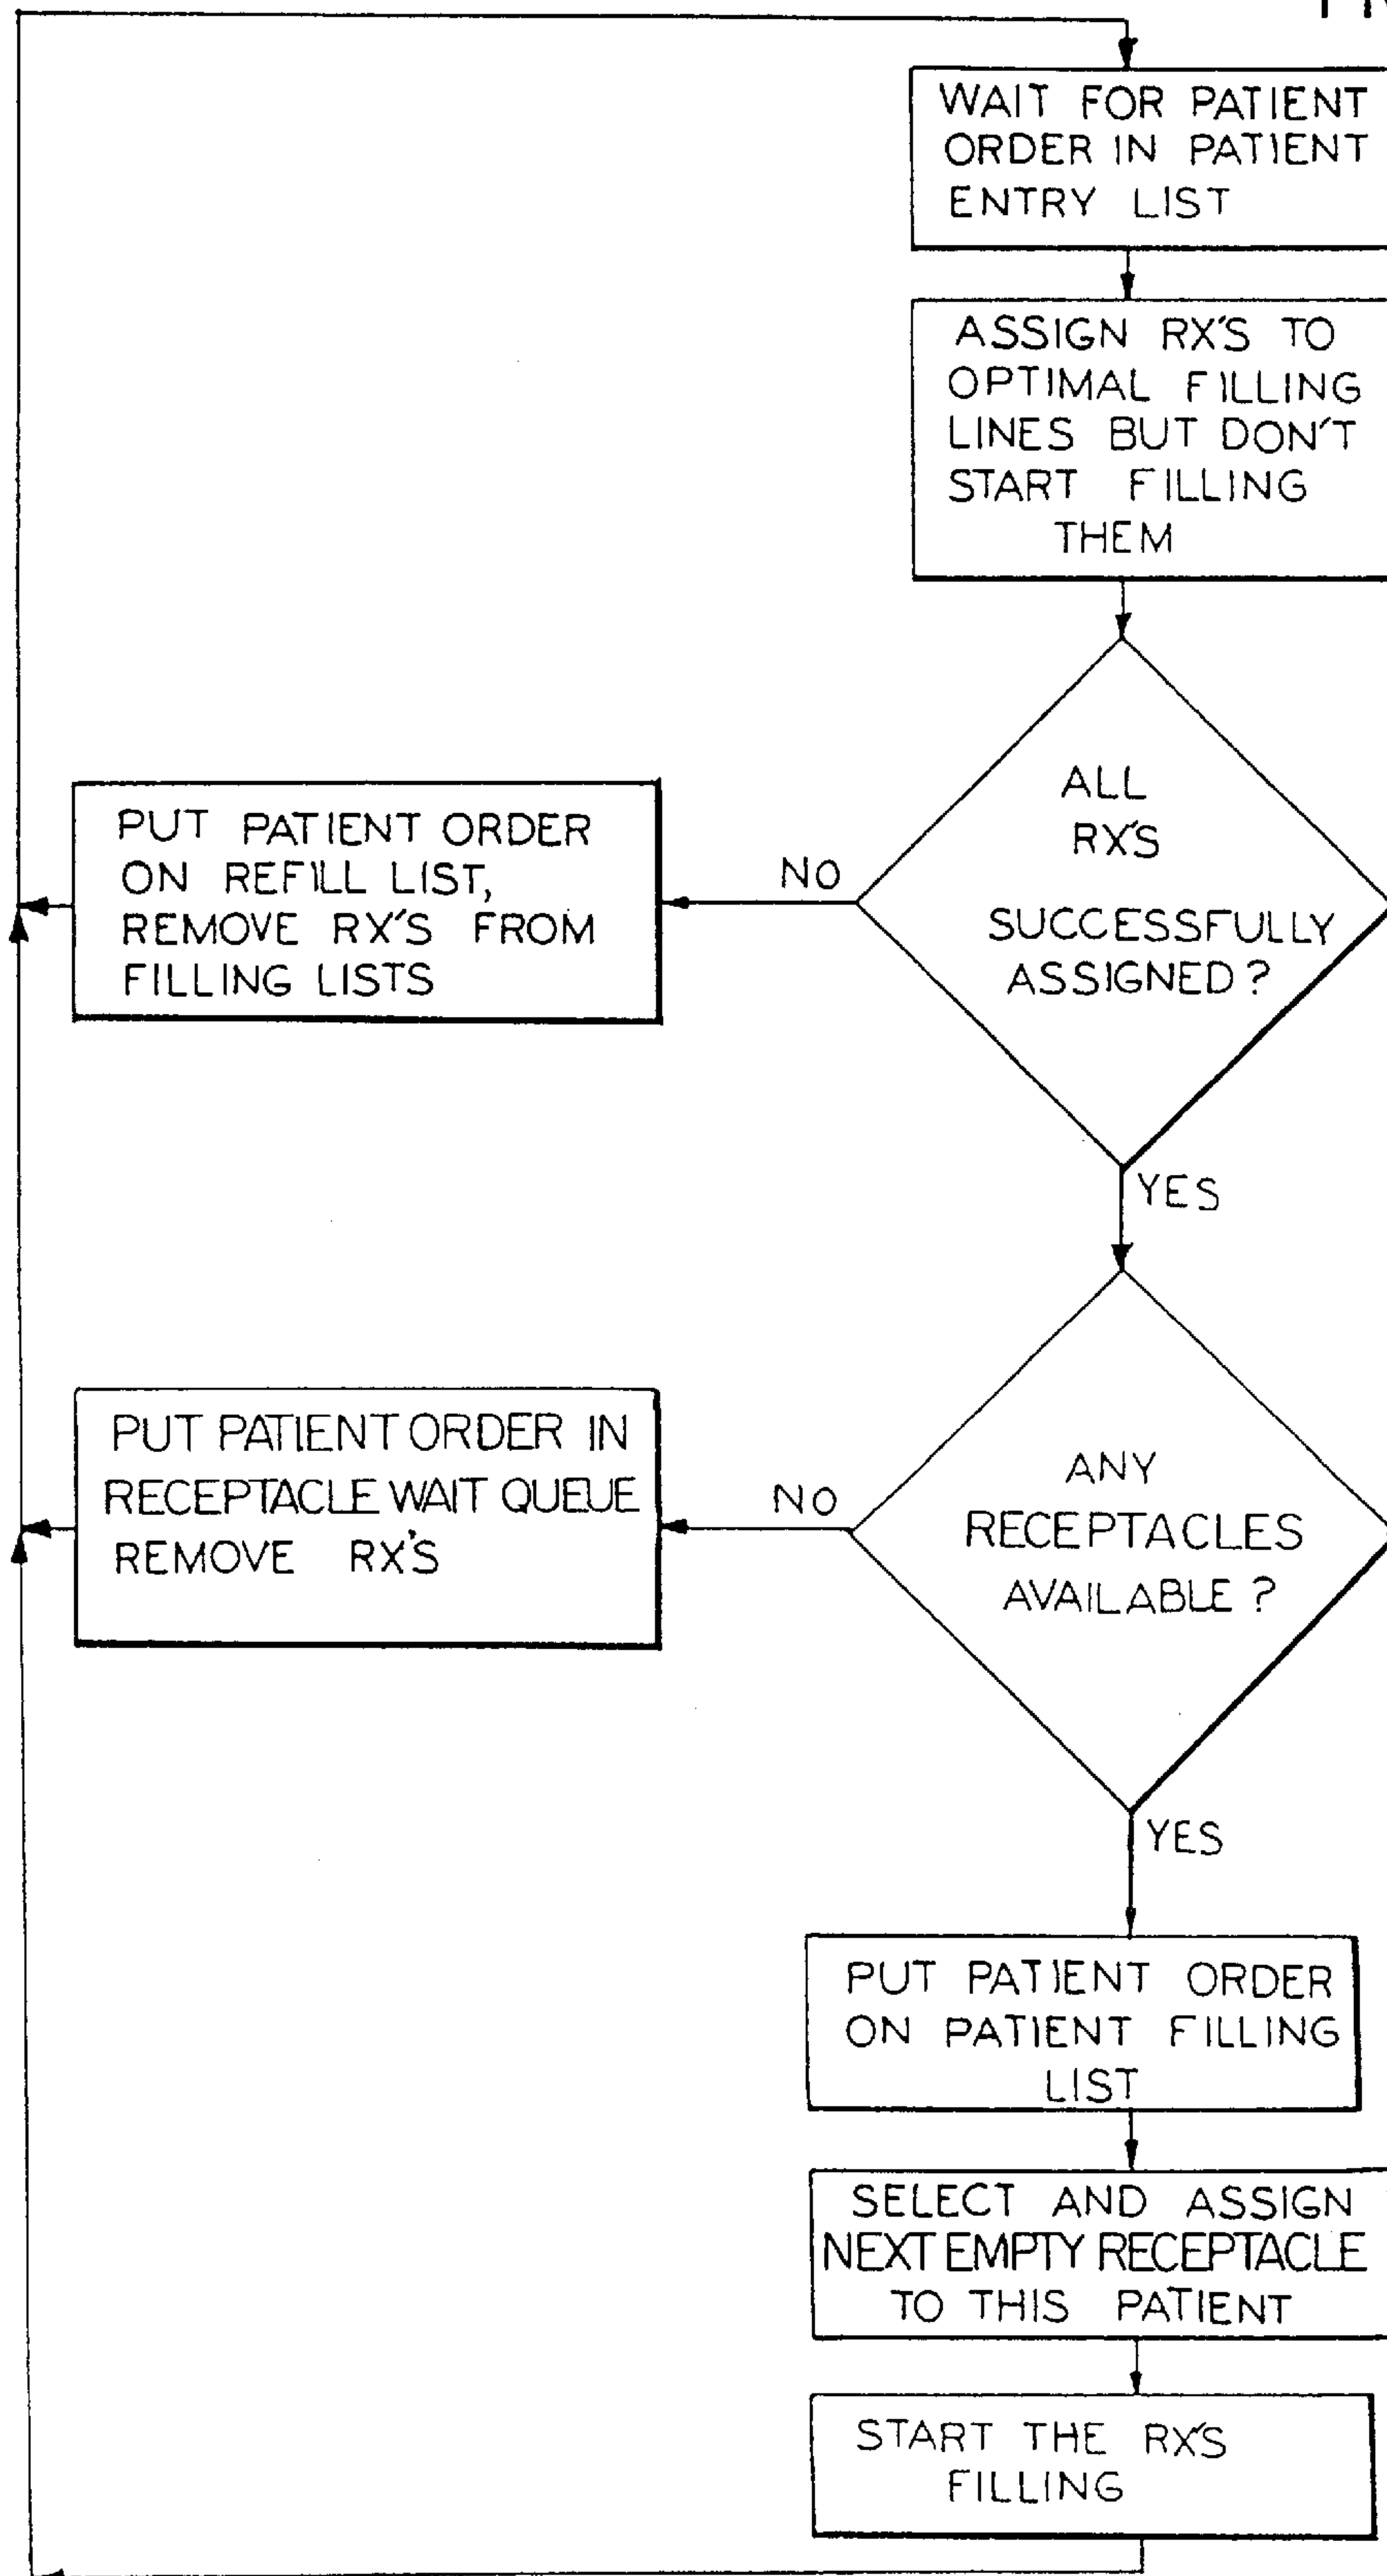 WAIT FOR PATIENT
ORDER IN PATIENT
ENTRY LIST
ASSIGN RX'S TO
OPTIMAL FILLING
LINES BUT DON'T
START FILLING
THEM
ALL
RX'S
SUCCESSFULLY
ASSIGNED?
NO
PUT PATIENT ORDER
ON REFILL LIST,
REMOVE RX'S FROM
FILLING LISTS
YES
ANY
RECEPTACLES
AVAILABLE?
NO
PUT PATIENT ORDER IN
RECEPTACLE WAIT QUEUE
REMOVE RX'S
YES
PUT PATIENT ORDER
ON PATIENT FILLING
LIST
SELECT AND ASSIGN
NEXT EMPTY RECEPTACLE
TO THIS PATIENT
START THE RX'S
FILLING